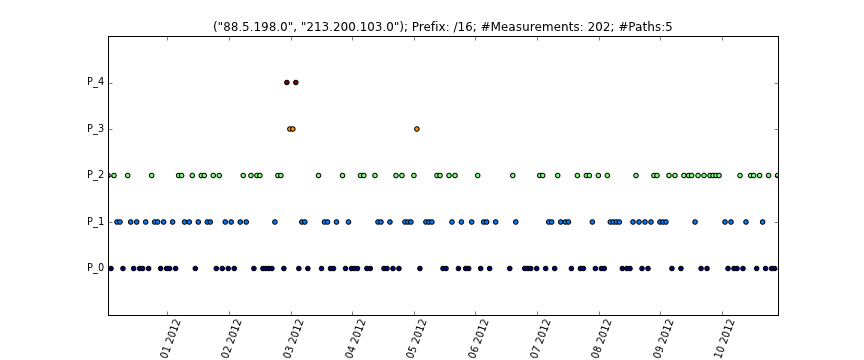 ("88.5.198.0", "213.200.103.0"); Prefix: /16; #Measurements: 202; #Paths:5
P_4
P_3
P_2
P_1
P_0
01 2012
02 2012
03 2012
04 2012
05 2012
06 2012
07 2012
08 2012
09 2012
10 2012